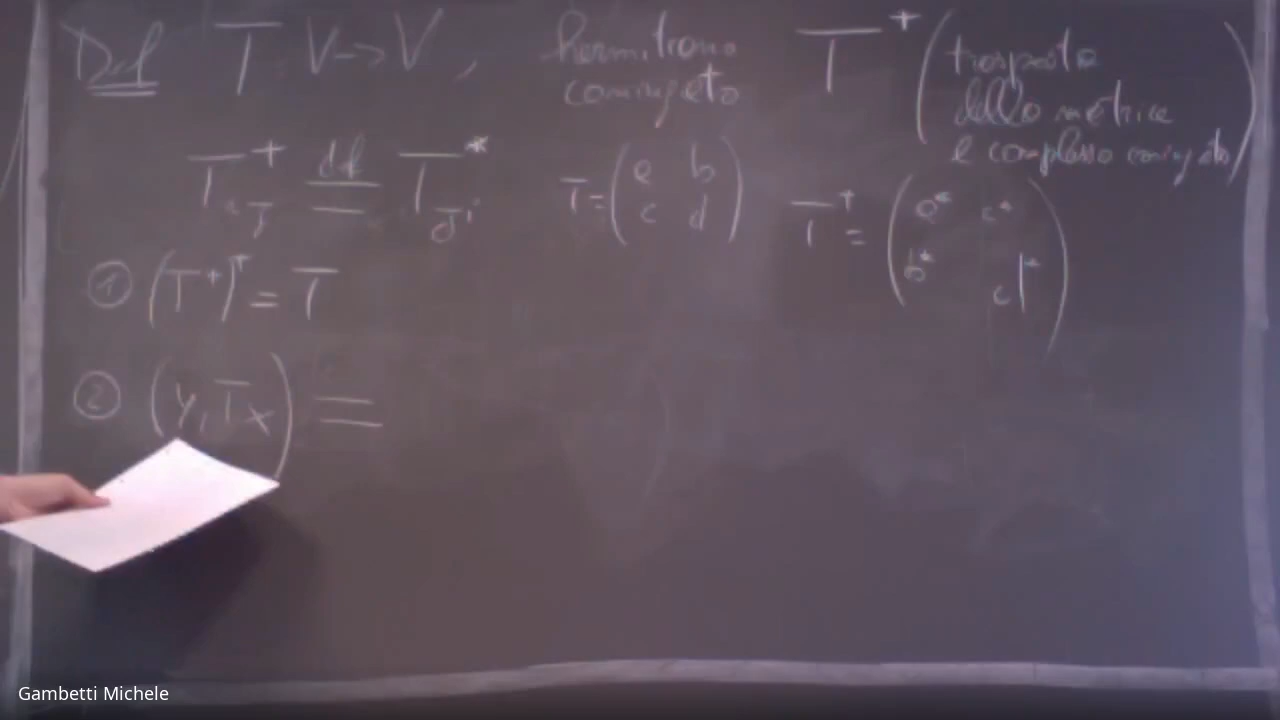 Def T: V -> V, hermitiano coniugato T⁺ (trasposta della matrice e complesso coniugato)
T⁺ᵢⱼ def= T*ⱼᵢ T = (a b c d) T⁺ = (a* c* b* d*)
① (T⁺)⁺ = T
② (y, Tx) =
Gambetti Michele